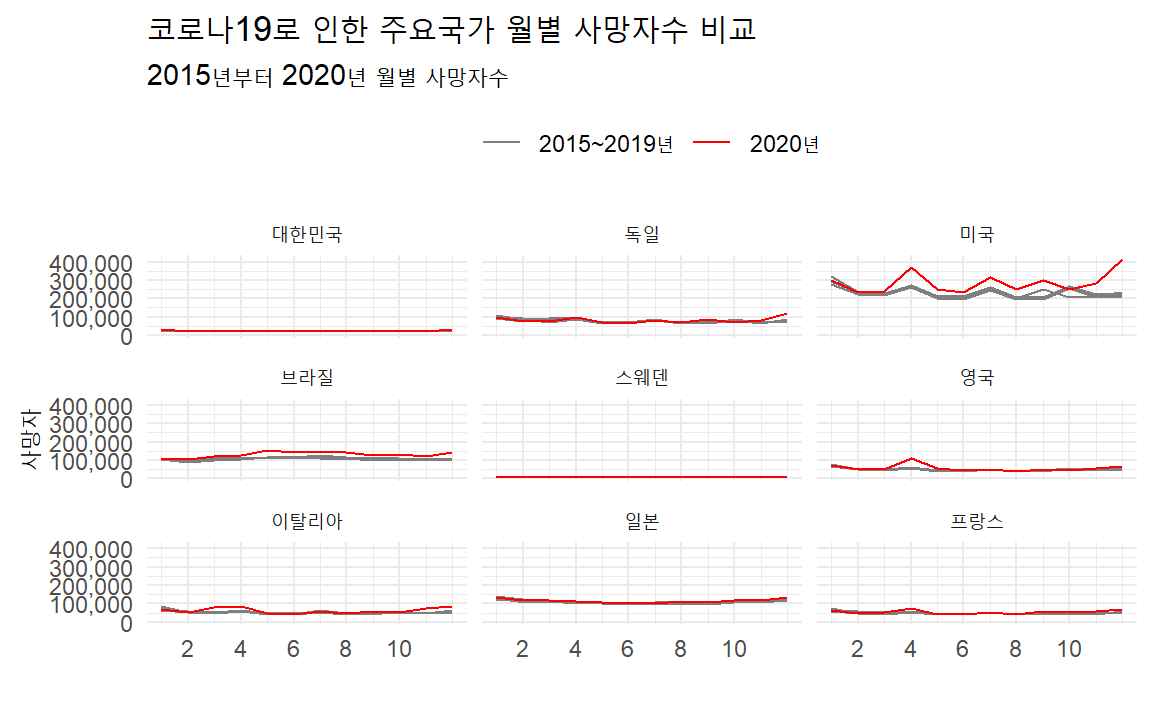 코로나19로 인한 주요국가 월별 사망자수 비교
2015년부터 2020년 월별 사망자수
2015~2019년 2020년
대한민국 독일 미국
400,000
300,000
200,000
100,000
0
브라질 스웨덴 영국
400,000
300,000
200,000
100,000
0
사망자
이탈리아 일본 프랑스
400,000
300,000
200,000
100,000
0
2 4 6 8 10 2 4 6 8 10 2 4 6 8 10